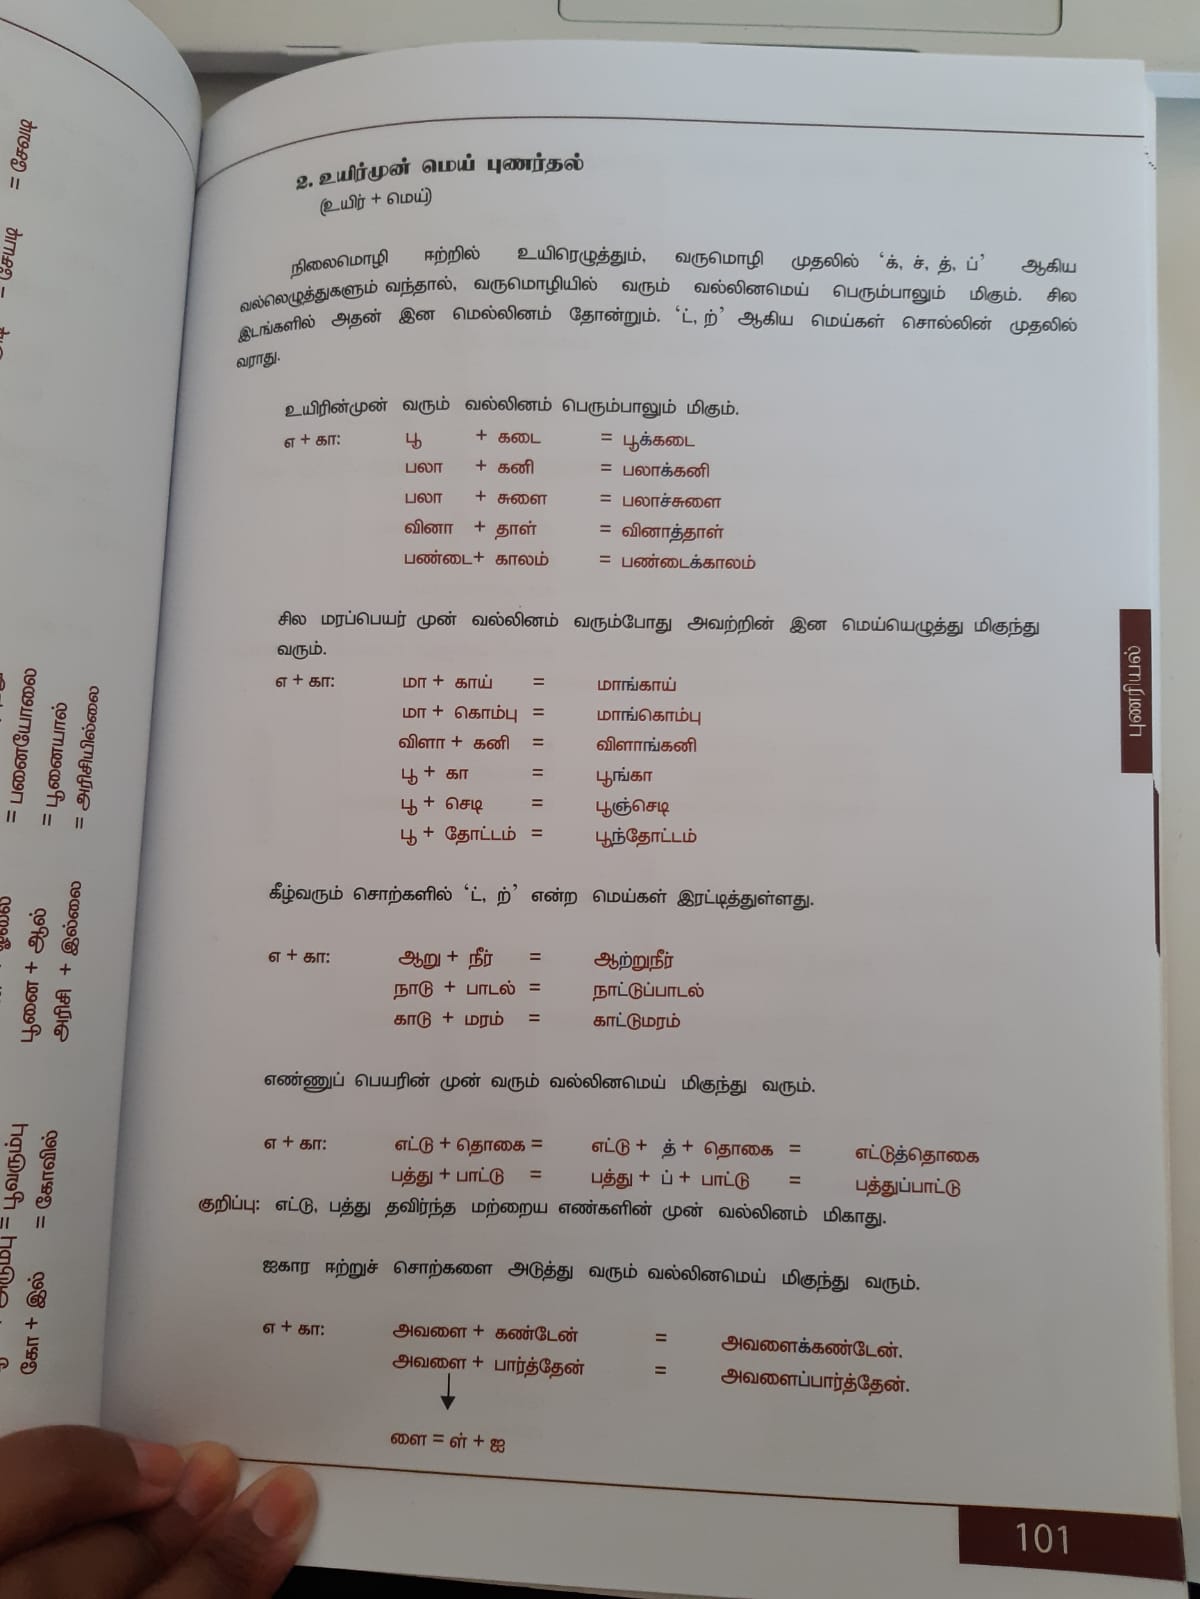 = சேவடி
= சேயடி
= பனையோலை
= பூனையால்
= அரிசியில்லை
பூனை + ஆல்
அரிசி + இல்லை
= பூவரும்பு
= கோவில்
கோ + இல்
2. உயிர்முன் மெய் புணர்தல்
(உயிர் + மெய்)
நிலைமொழி ஈற்றில் உயிரெழுத்தும், வருமொழி முதலில் ‘க், ச், த், ப்’ ஆகிய
வல்லெழுத்துகளும் வந்தால், வருமொழியில் வரும் வல்லினமெய் பெரும்பாலும் மிகும். சில
இடங்களில் அதன் இன மெல்லினம் தோன்றும். ‘ட், ற்’ ஆகிய மெய்கள் சொல்லின் முதலில்
வராது.
உயிரின்முன் வரும் வல்லினம் பெரும்பாலும் மிகும்.
எ + கா: பூ + கடை = பூக்கடை
பலா + கனி = பலாக்கனி
பலா + சுளை = பலாச்சுளை
வினா + தாள் = வினாத்தாள்
பண்டை+ காலம் = பண்டைக்காலம்
சில மரப்பெயர் முன் வல்லினம் வரும்போது அவற்றின் இன மெய்யெழுத்து மிகுந்து
வரும்.
எ + கா: மா + காய் = மாங்காய்
மா + கொம்பு = மாங்கொம்பு
விளா + கனி = விளாங்கனி
பூ + கா = பூங்கா
பூ + செடி = பூஞ்செடி
பூ + தோட்டம் = பூந்தோட்டம்
கீழ்வரும் சொற்களில் ‘ட், ற்’ என்ற மெய்கள் இரட்டித்துள்ளது.
எ + கா: ஆறு + நீர் = ஆற்றுநீர்
நாடு + பாடல் = நாட்டுப்பாடல்
காடு + மரம் = காட்டுமரம்
எண்ணுப் பெயரின் முன் வரும் வல்லினமெய் மிகுந்து வரும்.
எ + கா: எட்டு + தொகை = எட்டு + த் + தொகை = எட்டுத்தொகை
பத்து + பாட்டு = பத்து + ப் + பாட்டு = பத்துப்பாட்டு
குறிப்பு: எட்டு, பத்து தவிர்ந்த மற்றைய எண்களின் முன் வல்லினம் மிகாது.
ஐகார ஈற்றுச் சொற்களை அடுத்து வரும் வல்லினமெய் மிகுந்து வரும்.
எ + கா: அவளை + கண்டேன் = அவளைக்கண்டேன்.
அவளை + பார்த்தேன் = அவளைப்பார்த்தேன்.
ளை = ள் + ஐ
புணரியல்
101